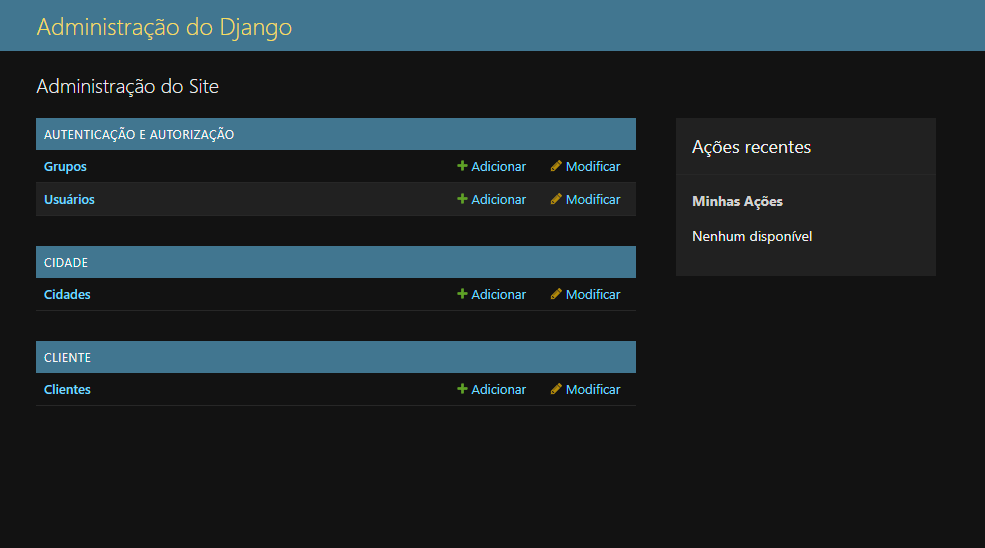 Administração do Django
Administração do Site
AUTENTICAÇÃO E AUTORIZAÇÃO
Grupos Adicionar Modificar
Usuários Adicionar Modificar
CIDADE
Cidades Adicionar Modificar
CLIENTE
Clientes Adicionar Modificar
Ações recentes
Minhas Ações
Nenhum disponível